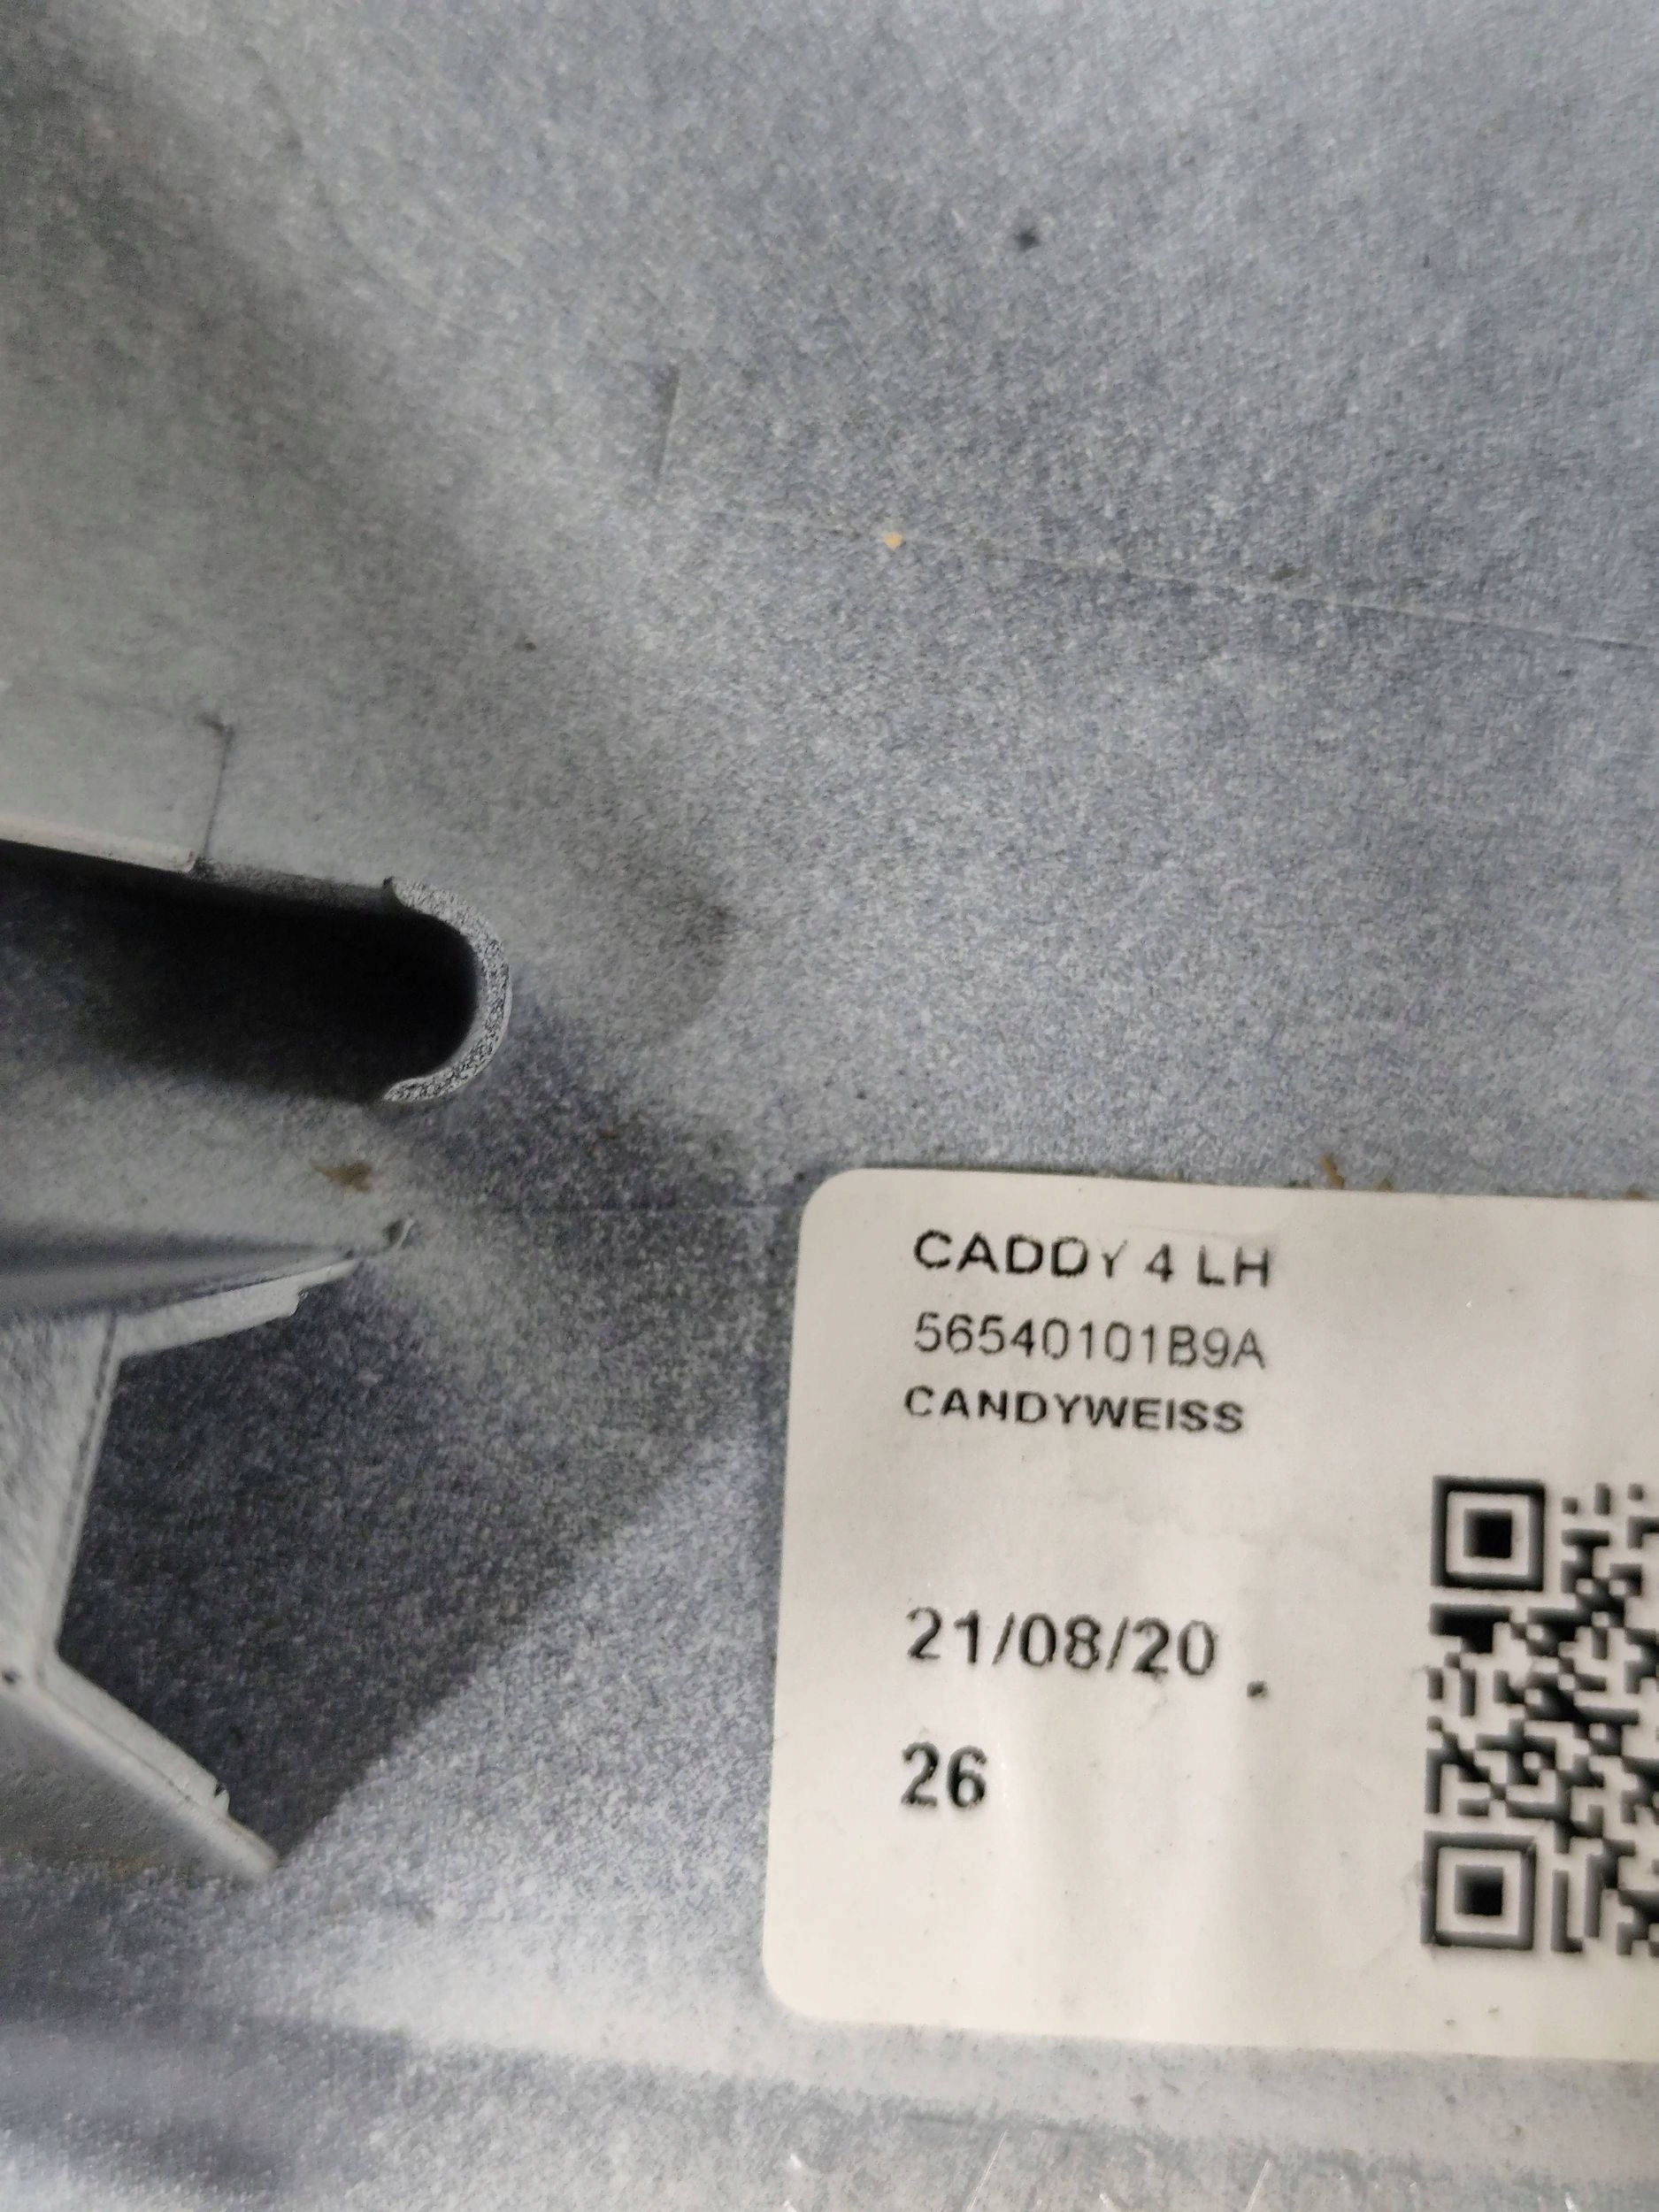 CADDY 4 LH
56540101B9A
CANDYWEISS
21/08/20
26